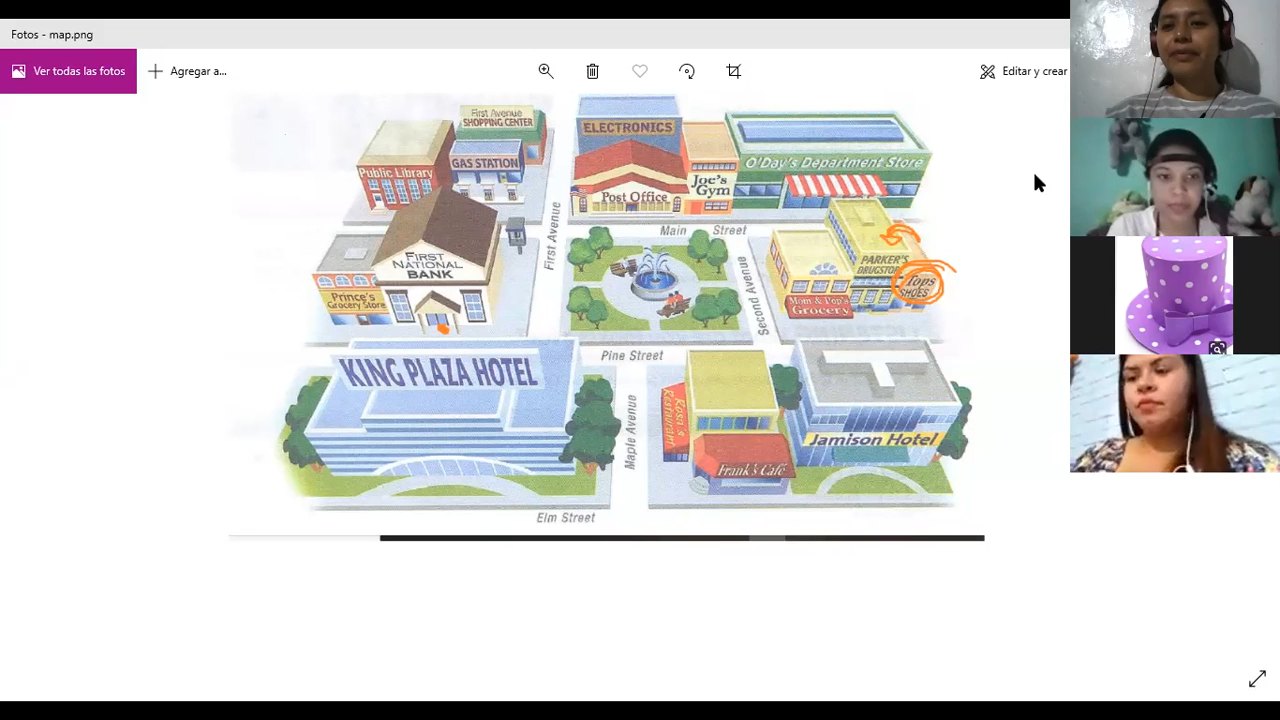 Fotos - map.png
Ver todas las fotos
Agregar a...
Editar y crear
First Avenue
SHOPPING CENTER
ELECTRONICS
GAS STATION
O'Day's Department Store
Public Library
Joe's
Gym
Post Office
Main Street
First Avenue
FIRST
NATIONAL
BANK
PARKER'S
DRUGSTORE
Tops
SHOES
Prince's
Grocery Store
Mom & Pop's
Grocery
Second Avenue
Pine Street
KING PLAZA HOTEL
Rosa's
Restaurant
Maple Avenue
Jamison Hotel
Frank's Café
Elm Street